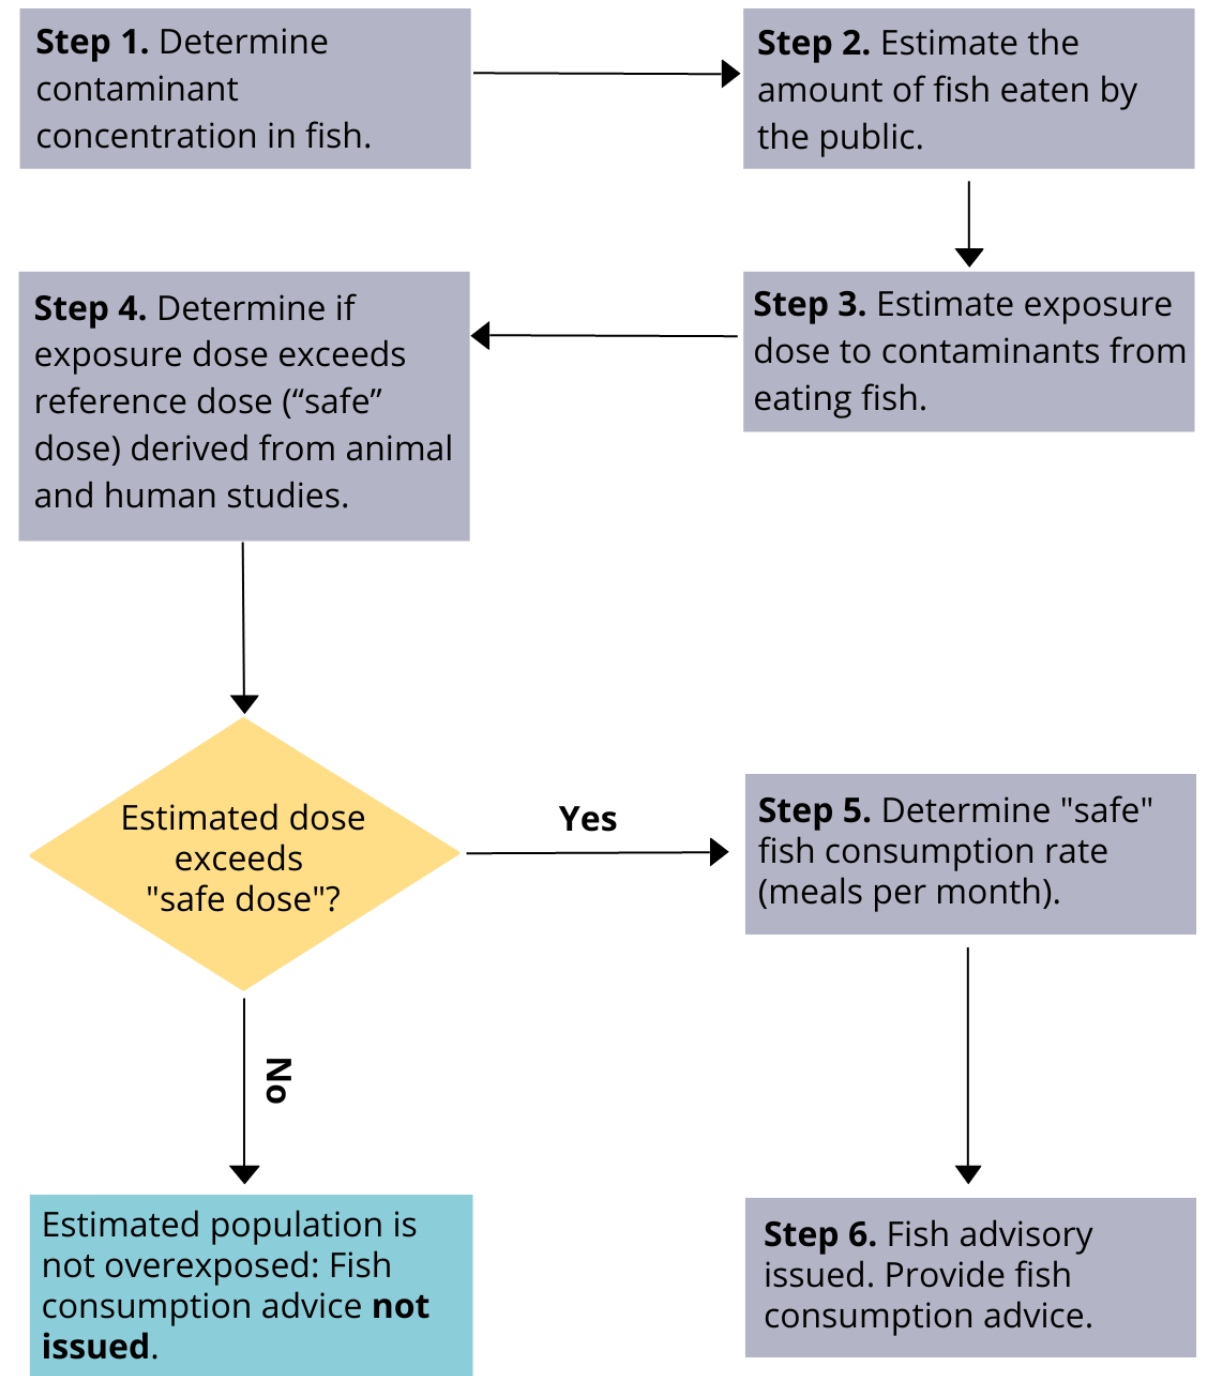 Step 1. Determine
contaminant
concentration in fish.
Step 2. Estimate the
amount of fish eaten by
the public.
Step 3. Estimate exposure
dose to contaminants from
eating fish.
Step 4. Determine if
exposure dose exceeds
reference dose (“safe”
dose) derived from animal
and human studies.
Estimated dose
exceeds
"safe dose"?
Yes
Step 5. Determine "safe"
fish consumption rate
(meals per month).
No
Estimated population is
not overexposed: Fish
consumption advice not
issued.
Step 6. Fish advisory
issued. Provide fish
consumption advice.